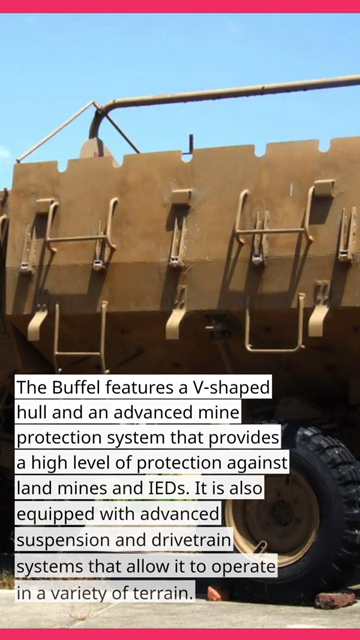 The Buffel features a V-shaped
hull and an advanced mine
protection system that provides
a high level of protection against
land mines and IEDs. It is also
equipped with advanced
suspension and drivetrain
systems that allow it to operate
in a variety of terrain.